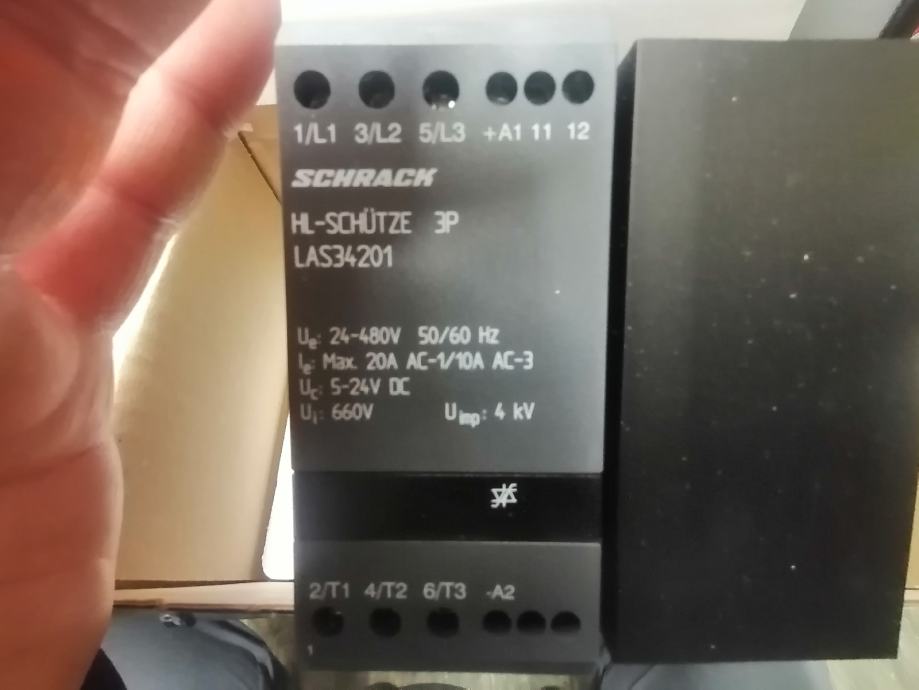 1/L1 3/L2 5/L3 +A1 11 12
SCHRACK
HL-SCHÜTZE 3P
LAS34201
Ue: 24-480V 50/60 Hz
Ie: Max. 20A AC-1/10A AC-3
Uc: 5-24V DC
Ui: 660V Uimp: 4 kV
2/T1 4/T2 6/T3 -A2
1